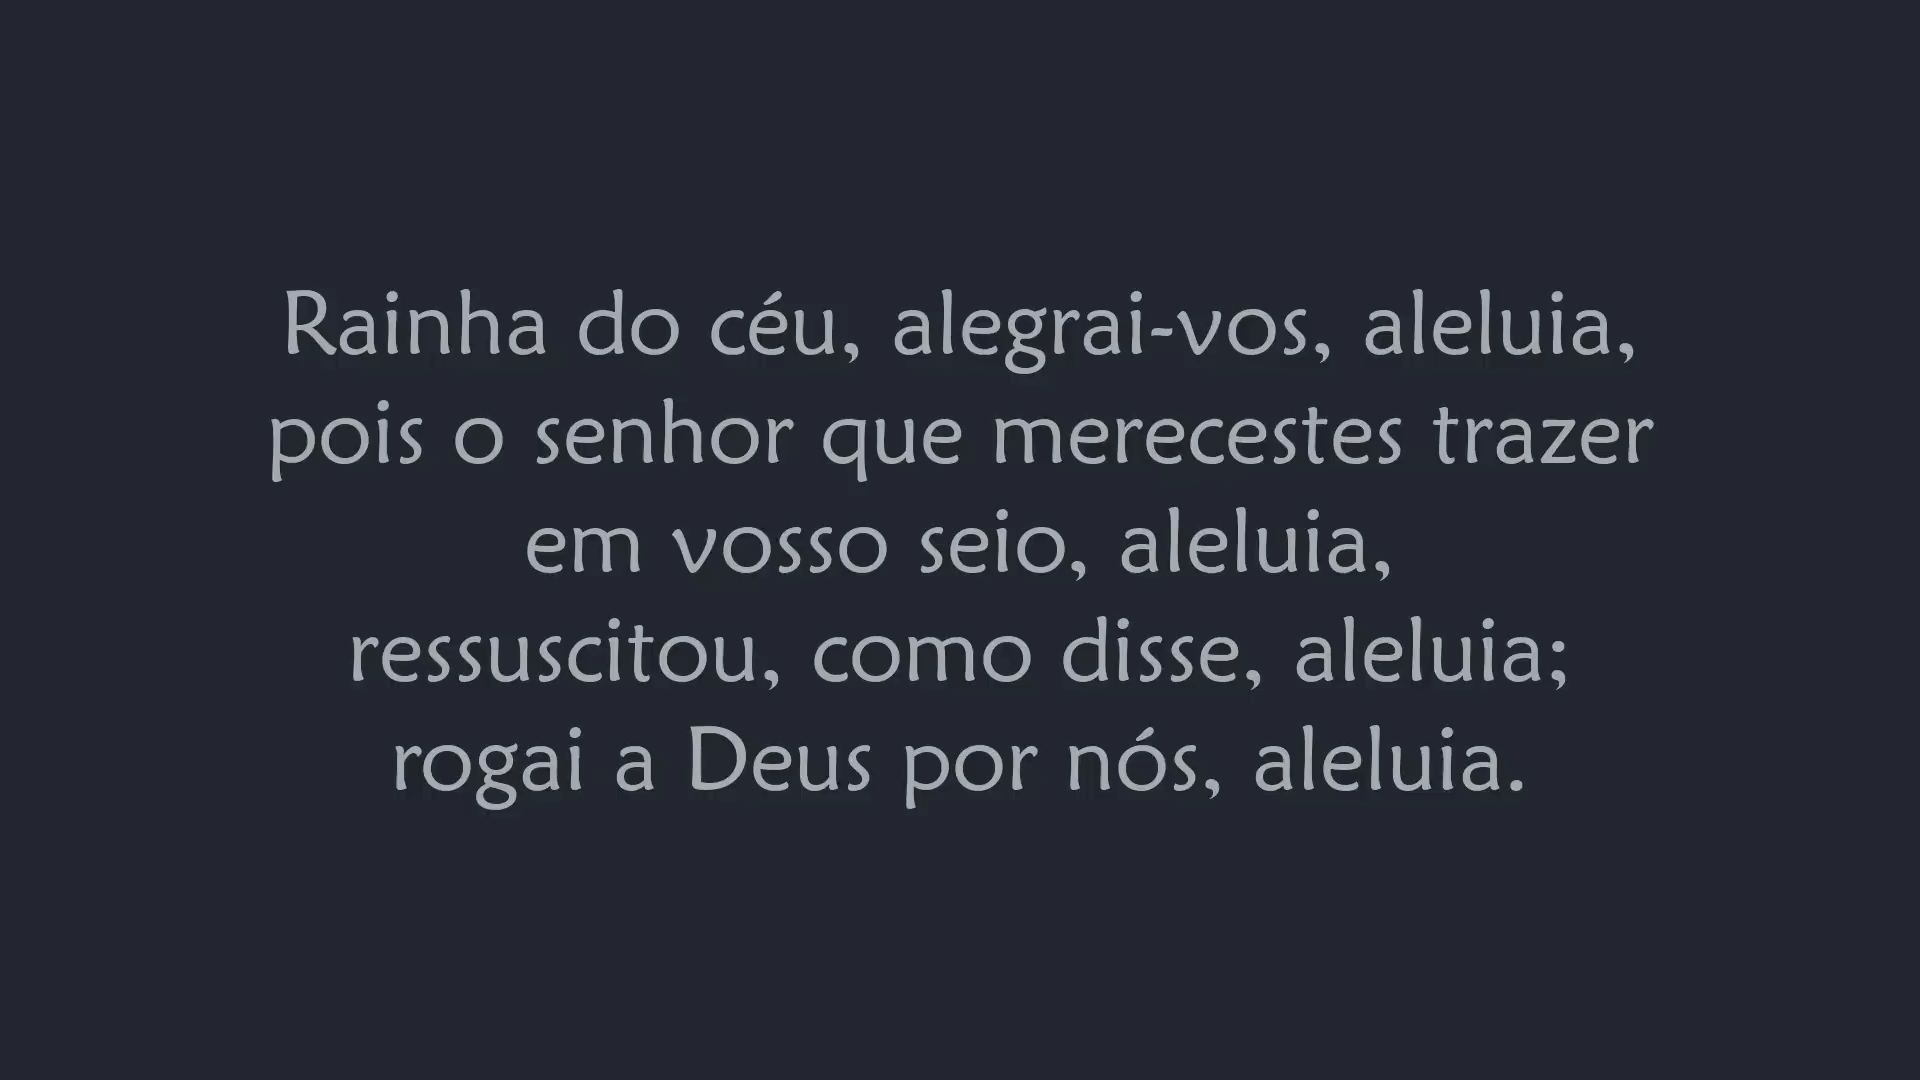 Rainha do céu, alegrai-vos, aleluia,
pois o senhor que merecestes trazer
em vosso seio, aleluia,
ressuscitou, como disse, aleluia;
rogai a Deus por nós, aleluia.